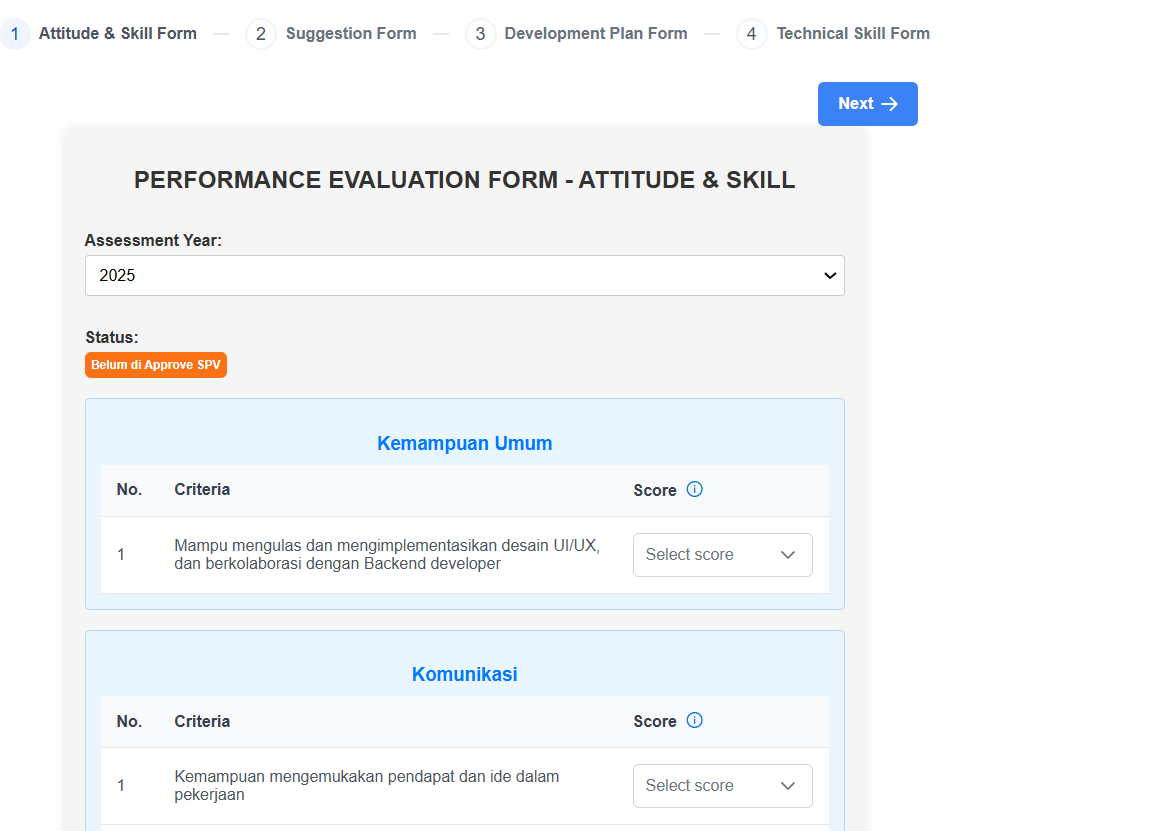 1 Attitude & Skill Form 2 Suggestion Form 3 Development Plan Form 4 Technical Skill Form
Next
PERFORMANCE EVALUATION FORM - ATTITUDE & SKILL
Assessment Year:
2025
Status:
Belum di Approve SPV
Kemampuan Umum
No. Criteria Score
1 Mampu mengulas dan mengimplementasikan desain UI/UX,
dan berkolaborasi dengan Backend developer
Select score
Komunikasi
No. Criteria Score
1 Kemampuan mengemukakan pendapat dan ide dalam
pekerjaan
Select score